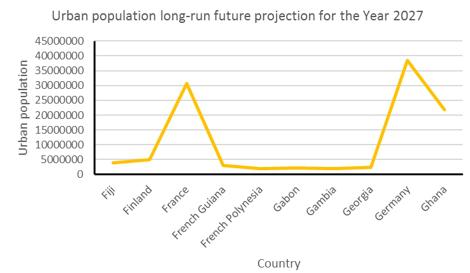 Urban population long-run future projection for the Year 2027
45000000
40000000
35000000
30000000
25000000
20000000
15000000
10000000
5000000
0
Urban population
Fiji
Finland
France
French Guiana
French Polynesia
Gabon
Gambia
Georgia
Germany
Ghana
Country